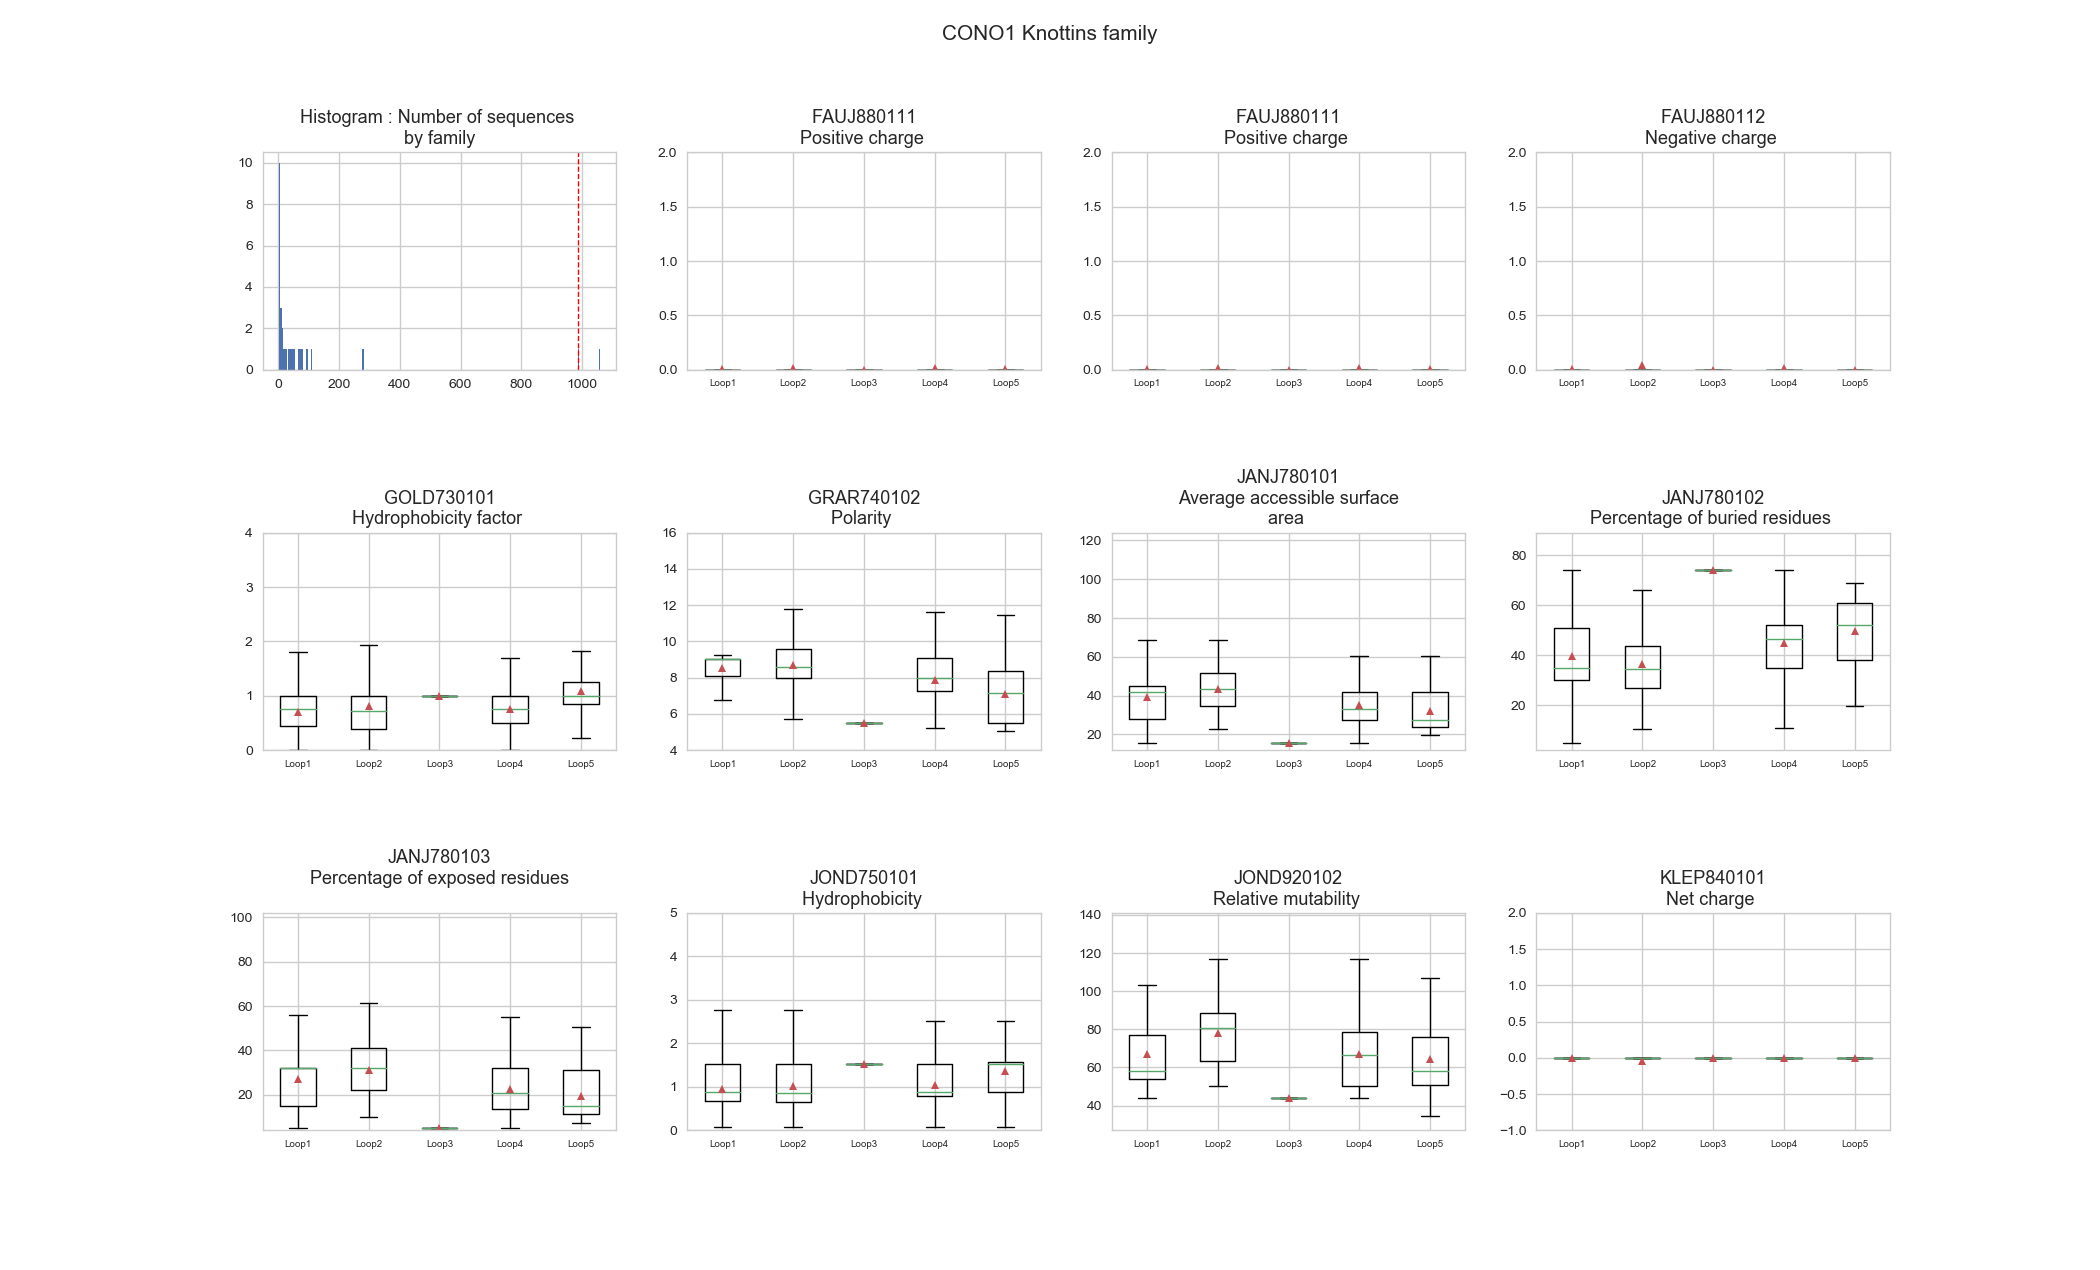 CONO1 Knottins family
Histogram : Number of sequences
by family
10
8
6
4
2
0
0 200 400 600 800 1000
FAUJ880111
Positive charge
2.0
1.5
1.0
0.5
0.0
Loop1 Loop2 Loop3 Loop4 Loop5
FAUJ880111
Positive charge
2.0
1.5
1.0
0.5
0.0
Loop1 Loop2 Loop3 Loop4 Loop5
FAUJ880112
Negative charge
2.0
1.5
1.0
0.5
0.0
Loop1 Loop2 Loop3 Loop4 Loop5
GOLD730101
Hydrophobicity factor
4
3
2
1
0
Loop1 Loop2 Loop3 Loop4 Loop5
GRAR740102
Polarity
16
14
12
10
8
6
4
Loop1 Loop2 Loop3 Loop4 Loop5
JANJ780101
Average accessible surface
area
120
100
80
60
40
20
Loop1 Loop2 Loop3 Loop4 Loop5
JANJ780102
Percentage of buried residues
80
60
40
20
Loop1 Loop2 Loop3 Loop4 Loop5
JANJ780103
Percentage of exposed residues
100
80
60
40
20
Loop1 Loop2 Loop3 Loop4 Loop5
JOND750101
Hydrophobicity
5
4
3
2
1
0
Loop1 Loop2 Loop3 Loop4 Loop5
JOND920102
Relative mutability
140
120
100
80
60
40
Loop1 Loop2 Loop3 Loop4 Loop5
KLEP840101
Net charge
2.0
1.5
1.0
0.5
0.0
−0.5
−1.0
Loop1 Loop2 Loop3 Loop4 Loop5